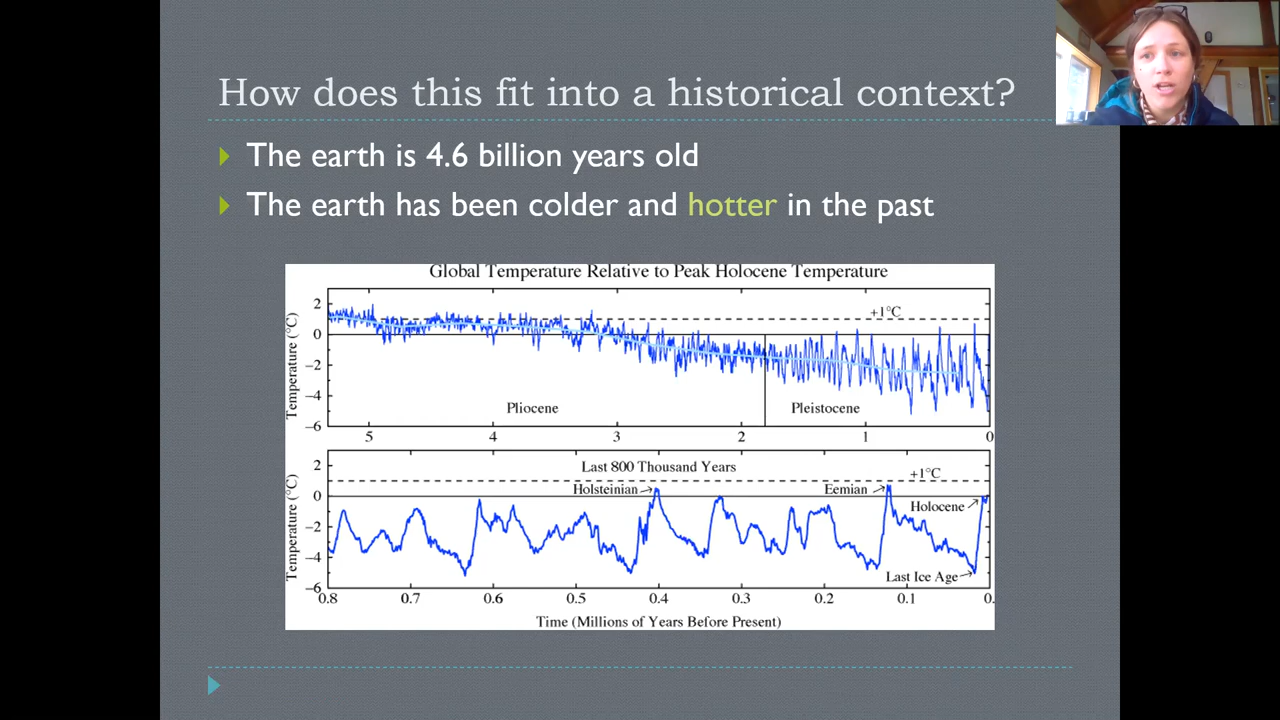 How does this fit into a historical context?
The earth is 4.6 billion years old
The earth has been colder and hotter in the past
Global Temperature Relative to Peak Holocene Temperature
Temperature (°C)
2
0
−2
−4
−6
+1°C
Pliocene
Pleistocene
5
4
3
2
1
0
Temperature (°C)
2
0
−2
−4
−6
Last 800 Thousand Years
+1°C
Holsteinian
Eemian
Holocene
Last Ice Age
0.8
0.7
0.6
0.5
0.4
0.3
0.2
0.1
0.
Time (Millions of Years Before Present)